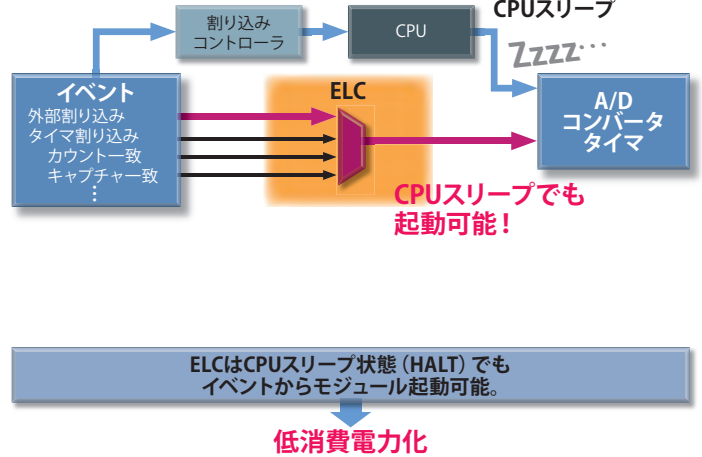 割り込み
コントローラ
CPU
CPUスリープ
Zzzz…
イベント
外部割り込み
タイマ割り込み
カウント一致
キャプチャ一致
⋮
ELC
A/D
コンバータ
タイマ
CPUスリープでも
起動可能！
ELCはCPUスリープ状態（HALT）でも
イベントからモジュール起動可能。
低消費電力化